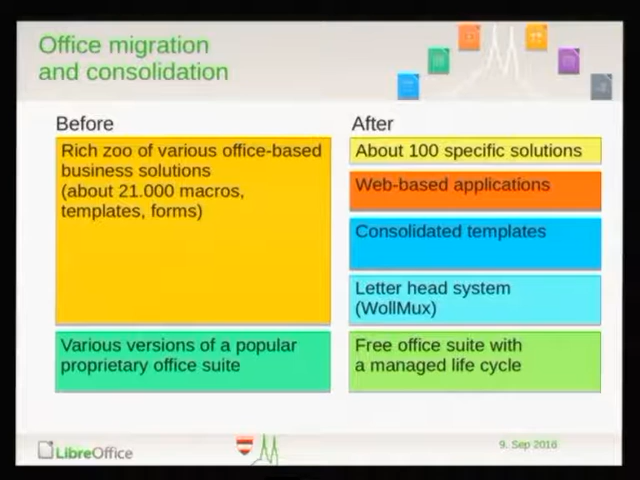 Office migration
and consolidation
Before
After
Rich zoo of various office-based
business solutions
(about 21.000 macros,
templates, forms)
Various versions of a popular
proprietary office suite
About 100 specific solutions
Web-based applications
Consolidated templates
Letter head system
(WollMux)
Free office suite with
a managed life cycle
LibreOffice
9. Sep 2016